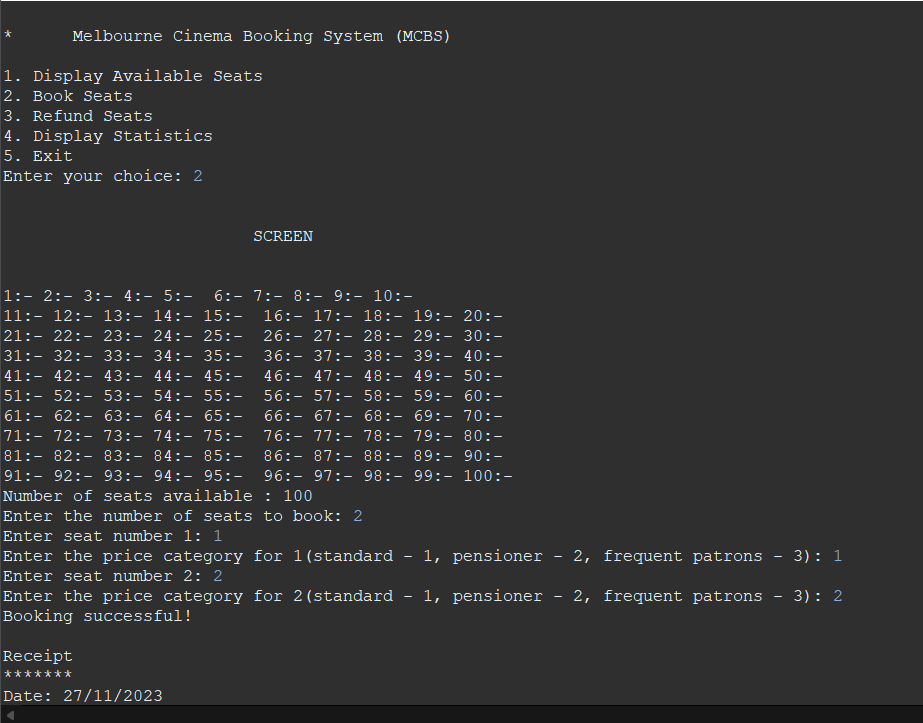 * Melbourne Cinema Booking System (MCBS)
1. Display Available Seats
2. Book Seats
3. Refund Seats
4. Display Statistics
5. Exit
Enter your choice: 2
SCREEN
1:- 2:- 3:- 4:- 5:- 6:- 7:- 8:- 9:- 10:-
11:- 12:- 13:- 14:- 15:- 16:- 17:- 18:- 19:- 20:-
21:- 22:- 23:- 24:- 25:- 26:- 27:- 28:- 29:- 30:-
31:- 32:- 33:- 34:- 35:- 36:- 37:- 38:- 39:- 40:-
41:- 42:- 43:- 44:- 45:- 46:- 47:- 48:- 49:- 50:-
51:- 52:- 53:- 54:- 55:- 56:- 57:- 58:- 59:- 60:-
61:- 62:- 63:- 64:- 65:- 66:- 67:- 68:- 69:- 70:-
71:- 72:- 73:- 74:- 75:- 76:- 77:- 78:- 79:- 80:-
81:- 82:- 83:- 84:- 85:- 86:- 87:- 88:- 89:- 90:-
91:- 92:- 93:- 94:- 95:- 96:- 97:- 98:- 99:- 100:-
Number of seats available : 100
Enter the number of seats to book: 2
Enter seat number 1: 1
Enter the price category for 1(standard - 1, pensioner - 2, frequent patrons - 3): 1
Enter seat number 2: 2
Enter the price category for 2(standard - 1, pensioner - 2, frequent patrons - 3): 2
Booking successful!
Receipt
*******
Date: 27/11/2023